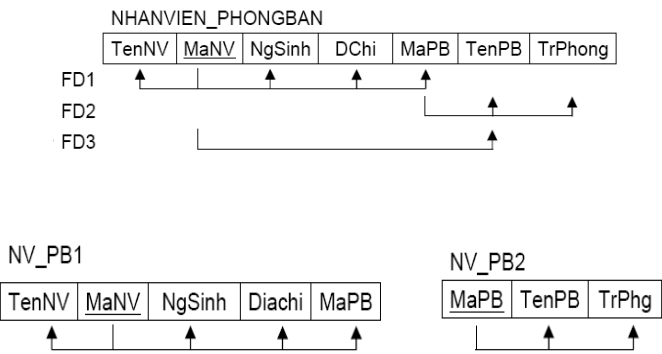 NHANVIEN_PHONGBAN
TenNV MaNV NgSinh DChi MaPB TenPB TrPhong
FD1
FD2
FD3
NV_PB1
TenNV MaNV NgSinh Diachi MaPB
NV_PB2
MaPB TenPB TrPhg